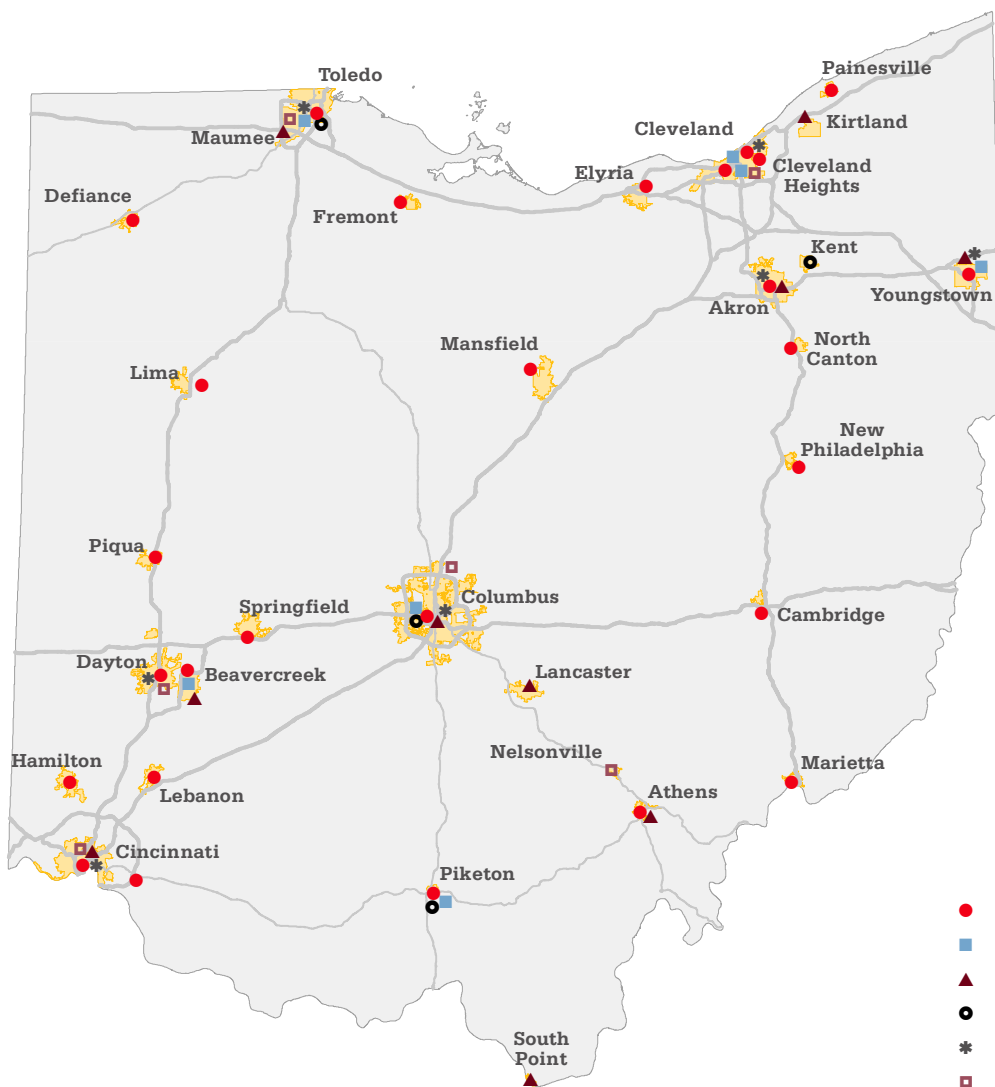 Toledo
Painesville
Maumee
Cleveland
Kirtland
Cleveland
Heights
Elyria
Defiance
Fremont
Kent
Youngstown
Akron
North
Canton
Mansfield
Lima
New
Philadelphia
Piqua
Springfield
Columbus
Cambridge
Dayton
Beavercreek
Lancaster
Nelsonville
Hamilton
Marietta
Lebanon
Athens
Cincinnati
Piketon
South
Point